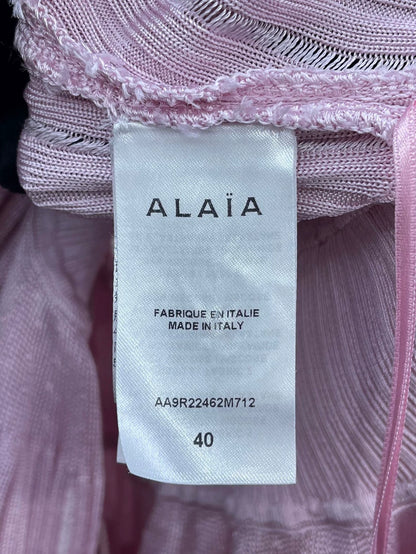 ALAÏA
FABRIQUE EN ITALIE
MADE IN ITALY
AA9R22462M712
40